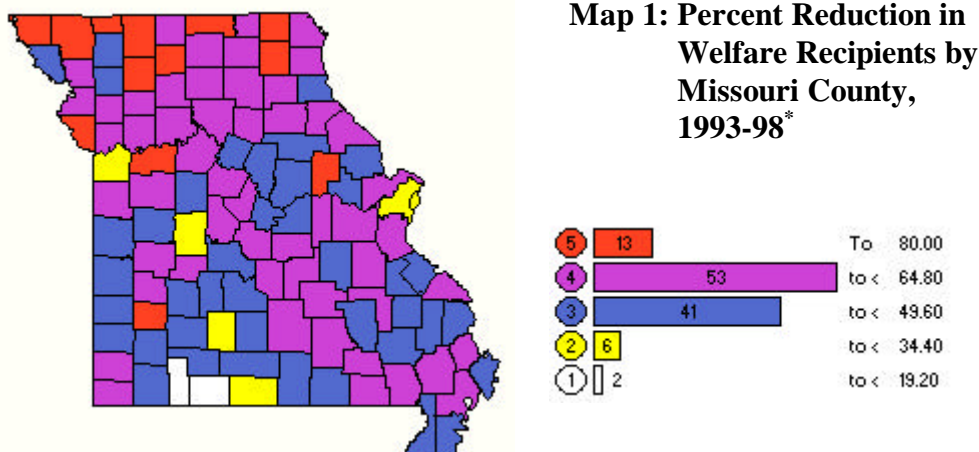 Map 1: Percent Reduction in
Welfare Recipients by
Missouri County,
1993-98*
5 13 To 80.00
4 53 to < 64.80
3 41 to < 49.60
2 6 to < 34.40
1 2 to < 19.20